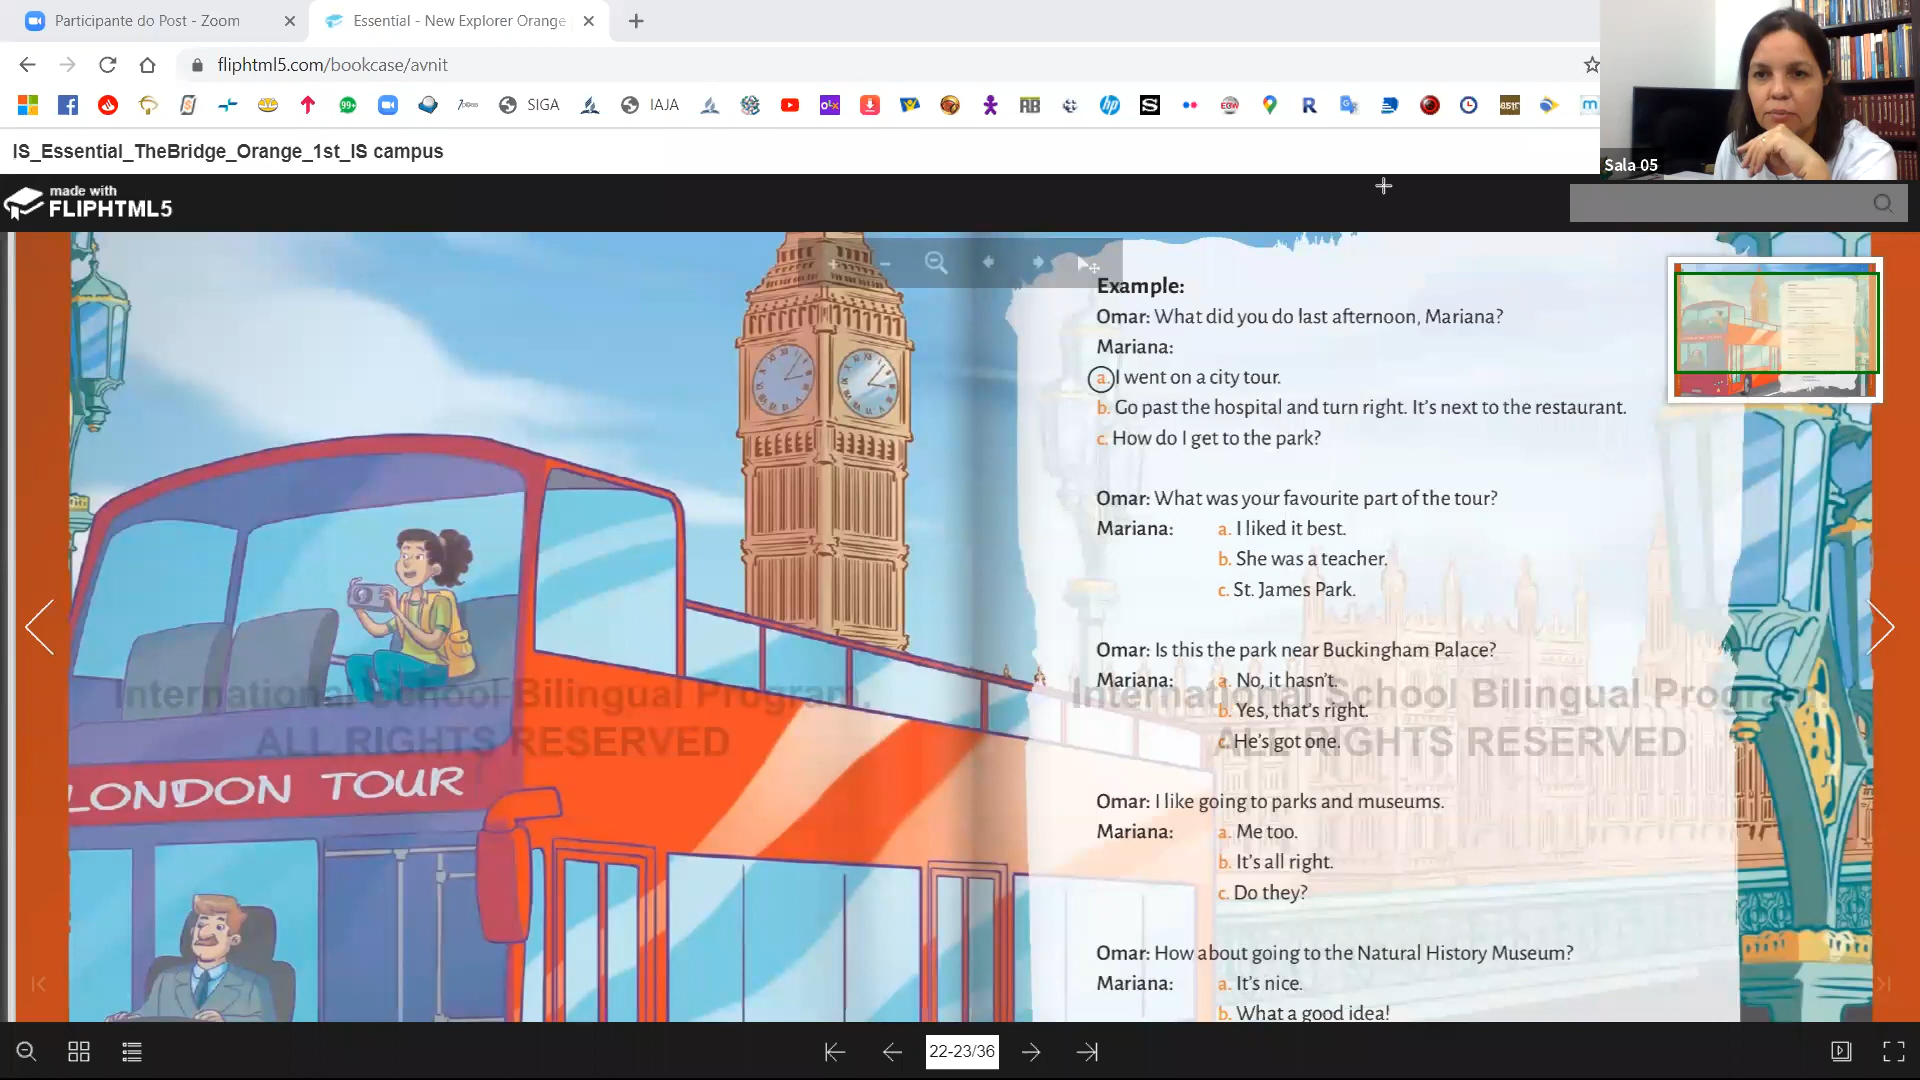 Participante do Post - Zoom
Essential - New Explorer Orange
fliphtml5.com/bookcase/avnit
99+
SIGA
IAJA
olx
RB
hp
S
EGW
R
m
IS_Essential_TheBridge_Orange_1st_IS campus
Sala 05
made with
FLIPHTML5
Example:
Omar: What did you do last afternoon, Mariana?
Mariana:
a. I went on a city tour.
b. Go past the hospital and turn right. It's next to the restaurant.
c. How do I get to the park?
Omar: What was your favourite part of the tour?
Mariana: a. I liked it best.
b. She was a teacher.
c. St. James Park.
Omar: Is this the park near Buckingham Palace?
Mariana: a. No, it hasn't.
b. Yes, that's right.
c. He's got one.
Omar: I like going to parks and museums.
Mariana: a. Me too.
b. It's all right.
c. Do they?
Omar: How about going to the Natural History Museum?
Mariana: a. It's nice.
b. What a good idea!
International School Bilingual Program,
ALL RIGHTS RESERVED
International School Bilingual Program,
ALL RIGHTS RESERVED
LONDON TOUR
22-23/36